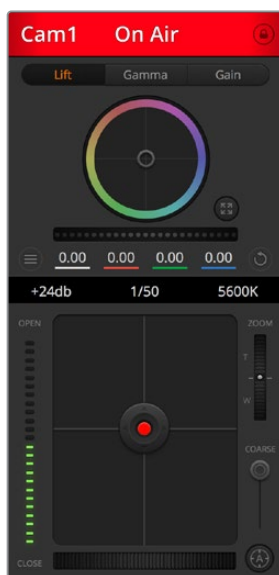 Cam1 On Air
Lift Gamma Gain
0.00 0.00 0.00 0.00
+24db 1/50 5600K
OPEN ZOOM
T
W
COARSE
CLOSE A